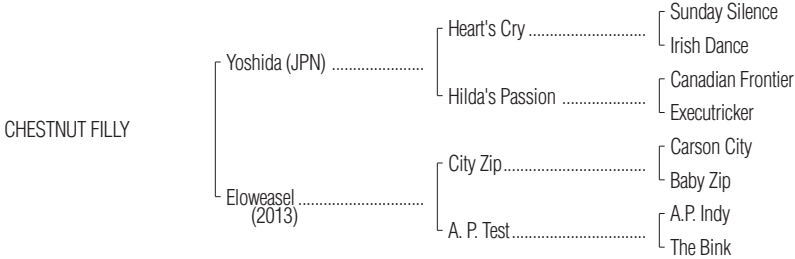 Sunday Silence
Heart's Cry ..............................
Irish Dance
Yoshida (JPN) .......................
Canadian Frontier
Hilda's Passion .....................
Executricker
CHESTNUT FILLY
Carson City
City Zip....................................
Baby Zip
Eloweasel ...............................
(2013)
A.P. Indy
A. P. Test..................................
The Bink